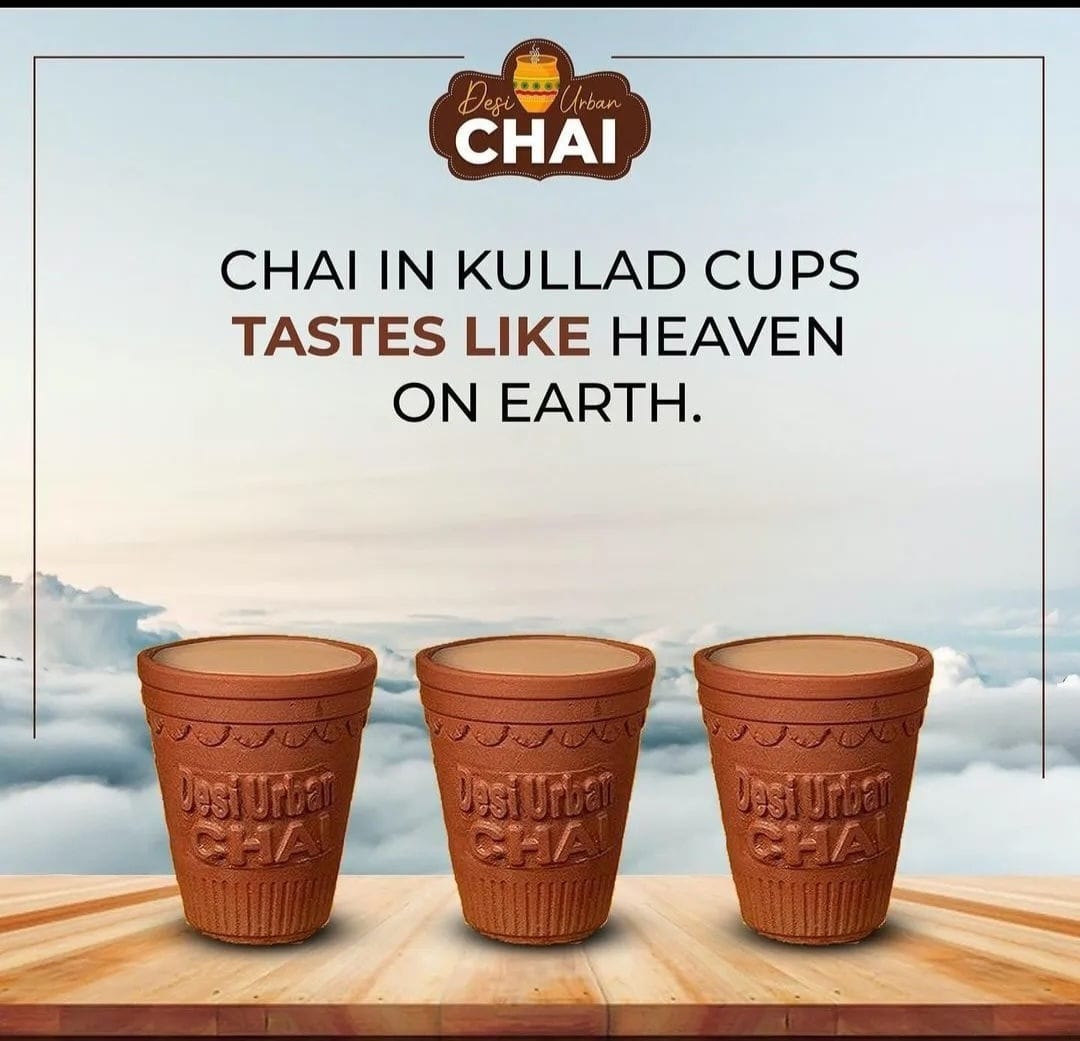 Desi Urban
CHAI
CHAI IN KULLAD CUPS
TASTES LIKE HEAVEN
ON EARTH.
Desi Urban
CHAI
Desi Urban
CHAI
Desi Urban
CHAI